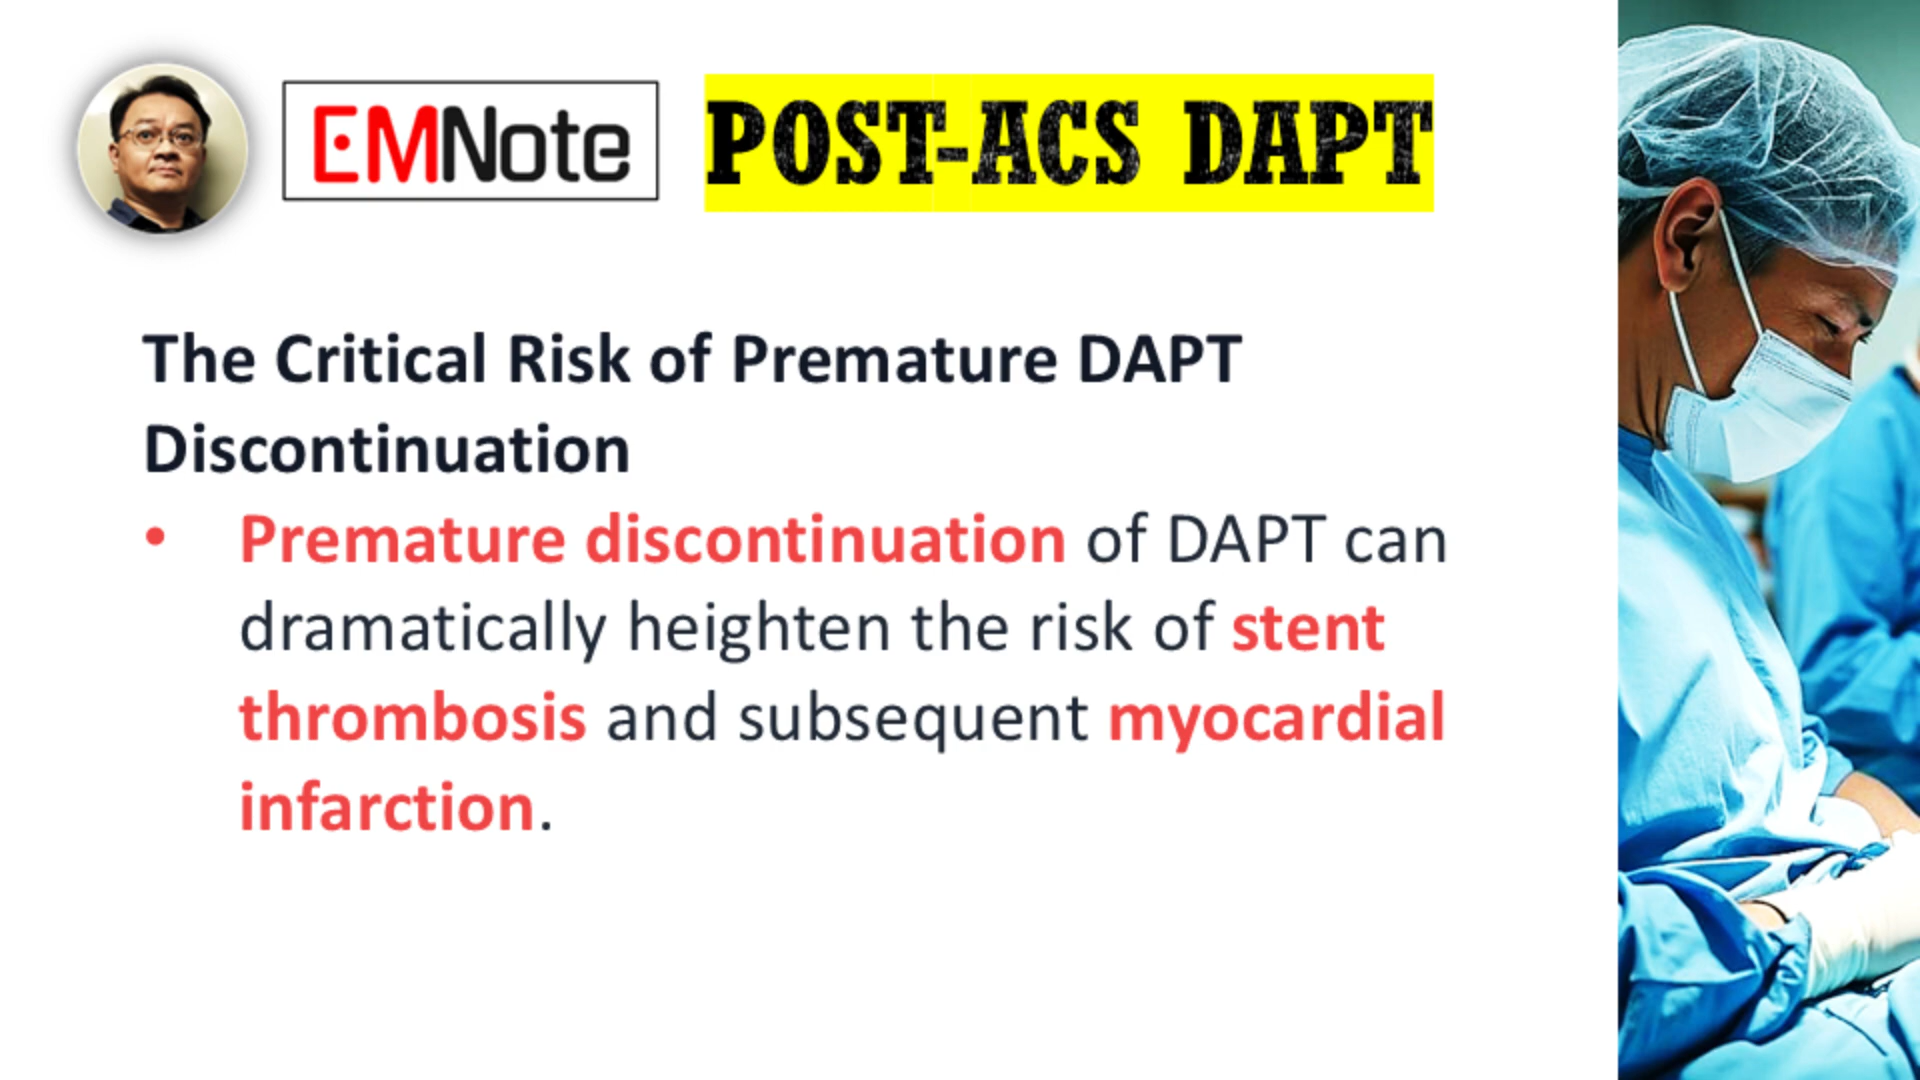 EMNote
POST-ACS DAPT
The Critical Risk of Premature DAPT
Discontinuation
• Premature discontinuation of DAPT can
dramatically heighten the risk of stent
thrombosis and subsequent myocardial
infarction.